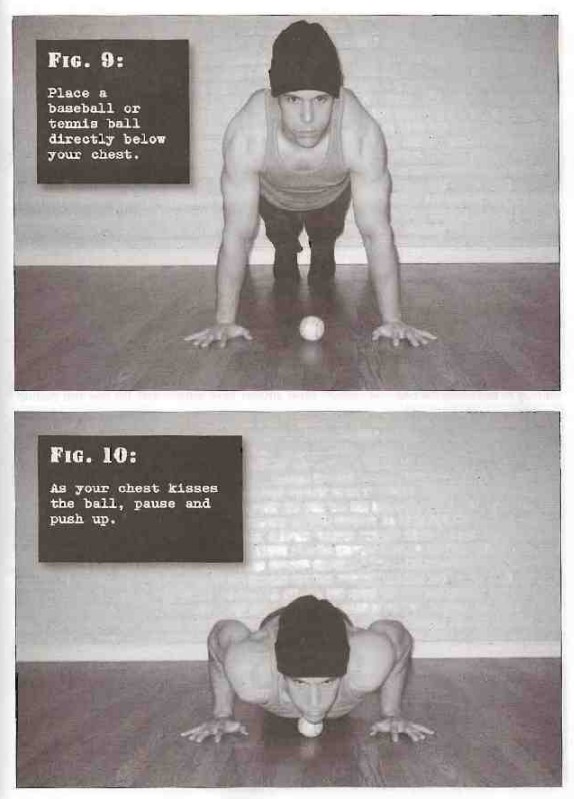 FIG. 9:
Place a
baseball or
tennis ball
directly below
your chest.
FIG. 10:
As your chest kisses
the ball, pause and
push up.